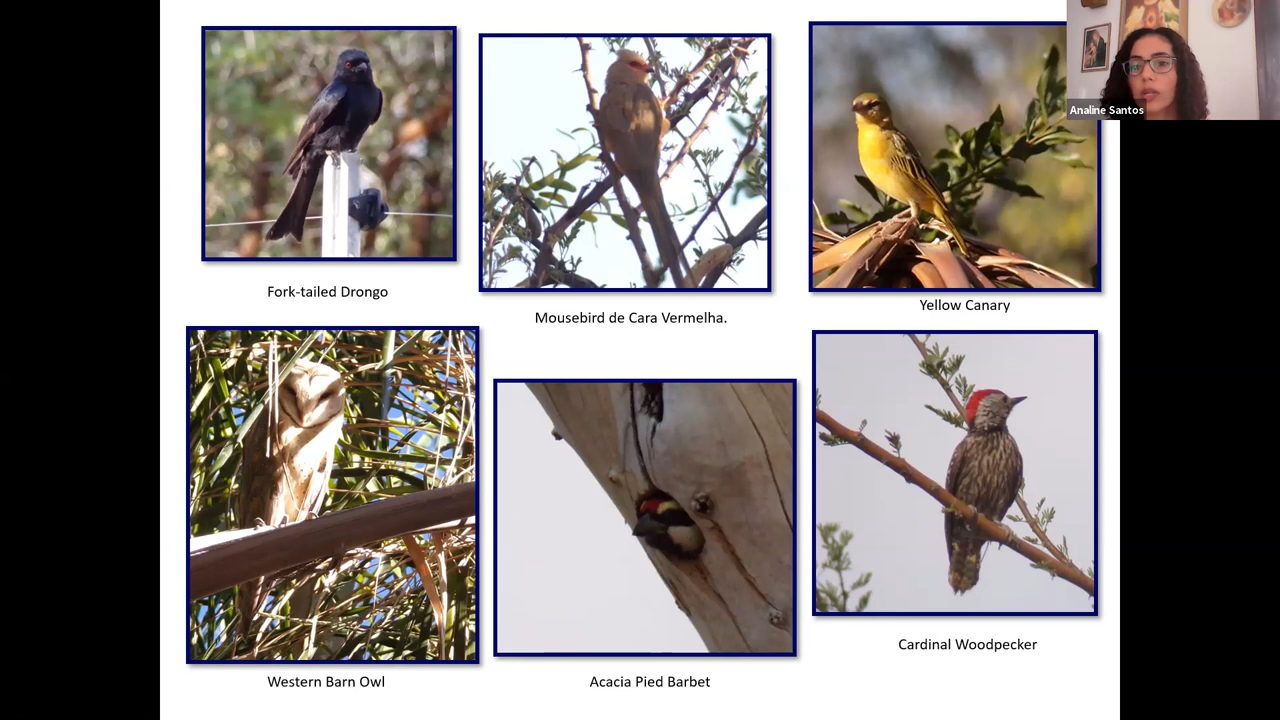 Analine Santos
Fork-tailed Drongo
Mousebird de Cara Vermelha.
Yellow Canary
Western Barn Owl
Acacia Pied Barbet
Cardinal Woodpecker